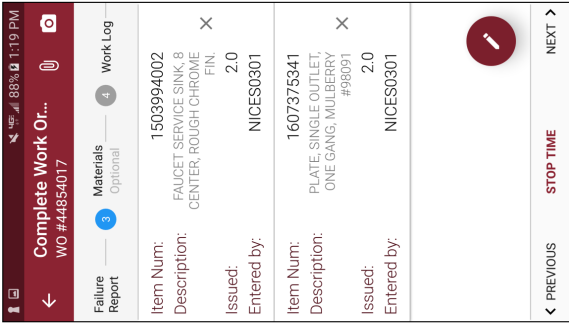 4G 88% 1:19 PM
Complete Work Or...
WO #44854017
Failure
Report
3
Materials
Optional
4
Work Log
Item Num:
1503994002
Description:
FAUCET SERVICE SINK, 8
CENTER, ROUGH CHROME
FIN.
Issued:
2.0
Entered by:
NICES0301
Item Num:
1607375341
Description:
PLATE, SINGLE OUTLET,
ONE GANG, MULBERRY
#98091
Issued:
2.0
Entered by:
NICES0301
PREVIOUS
STOP TIME
NEXT